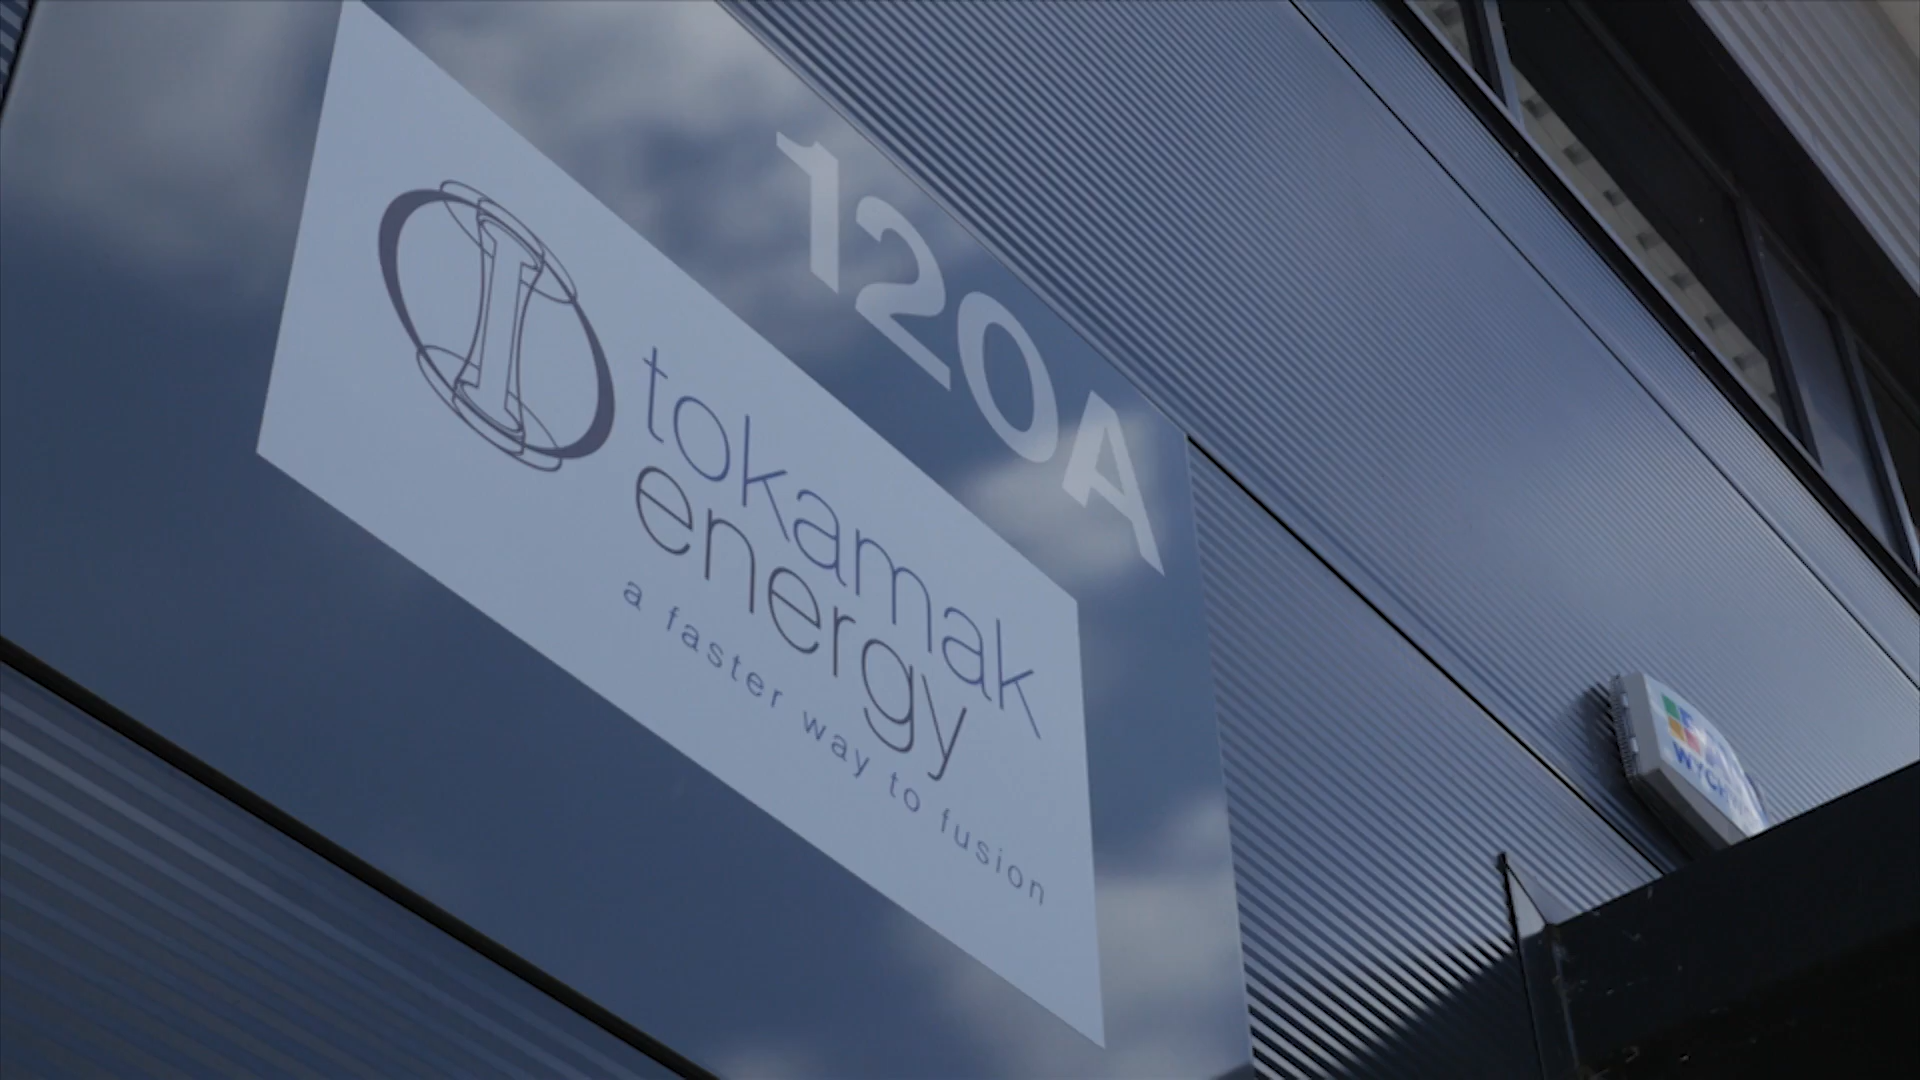 120A
tokamak
energy
a faster way to fusion